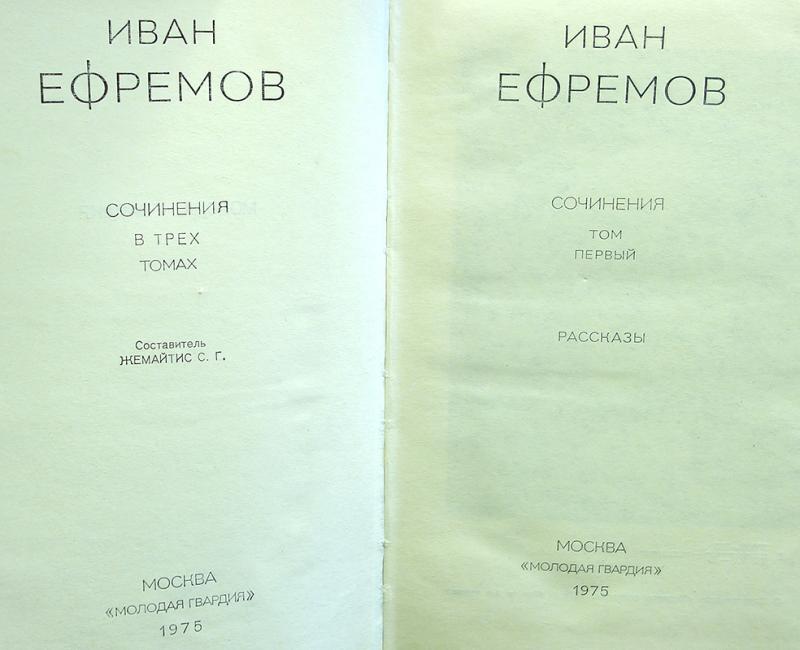 ИВАН
ЕФРЕМОВ
СОЧИНЕНИЯ
В ТРЕХ
ТОМАХ
Составитель
ЖЕМАЙТИС С. Г.
МОСКВА
«МОЛОДАЯ ГВАРДИЯ»
1975
ИВАН
ЕФРЕМОВ
СОЧИНЕНИЯ
ТОМ
ПЕРВЫЙ
РАССКАЗЫ
МОСКВА
«МОЛОДАЯ ГВАРДИЯ»
1975